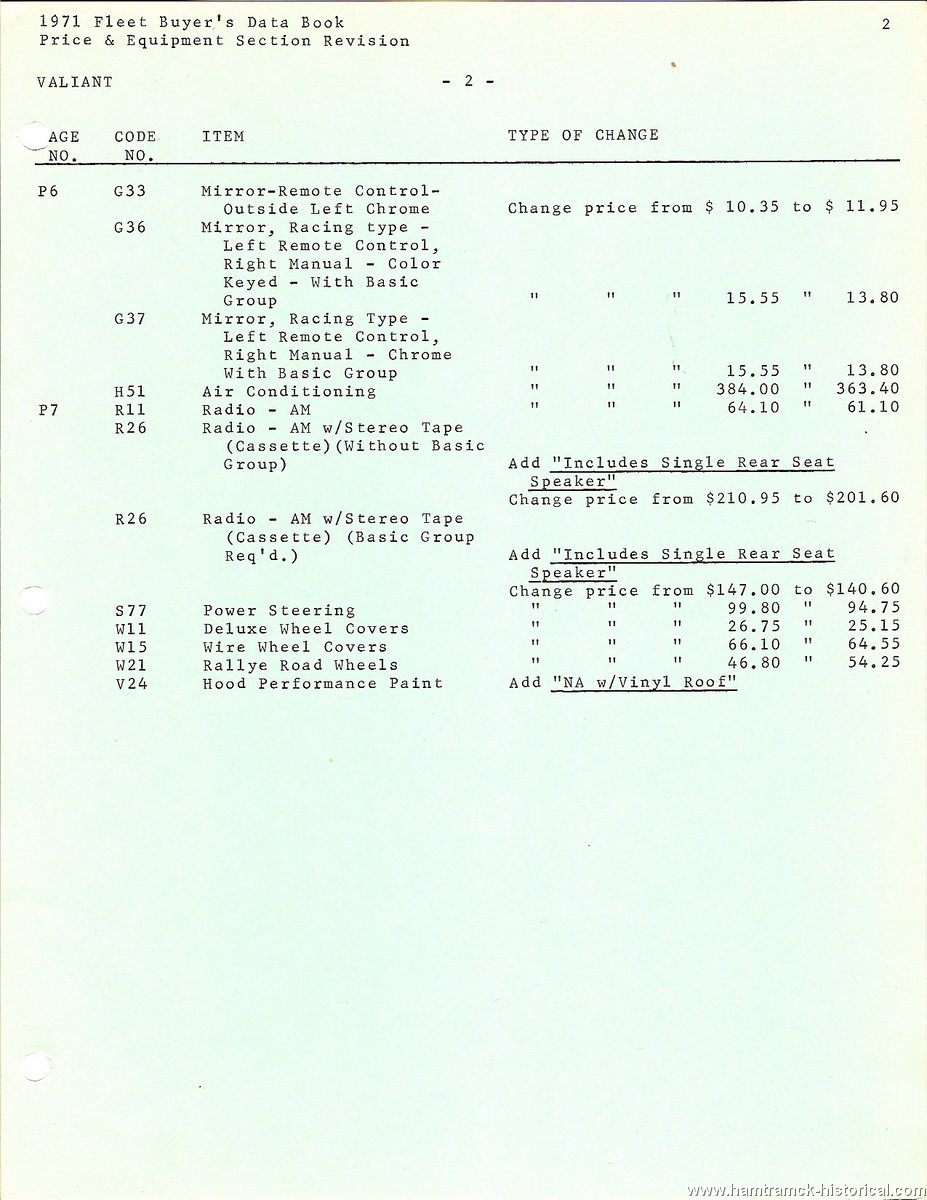 1971 Fleet Buyer's Data Book 2
Price & Equipment Section Revision
VALIANT - 2 -
AGE CODE ITEM TYPE OF CHANGE
NO. NO.
P6 G33 Mirror-Remote Control-
Outside Left Chrome Change price from $ 10.35 to $ 11.95
G36 Mirror, Racing type -
Left Remote Control,
Right Manual - Color
Keyed - With Basic
Group " " " 15.55 " 13.80
G37 Mirror, Racing Type -
Left Remote Control,
Right Manual - Chrome
With Basic Group " " " 15.55 " 13.80
H51 Air Conditioning " " " 384.00 " 363.40
P7 R11 Radio - AM " " " 64.10 " 61.10
R26 Radio - AM w/Stereo Tape
(Cassette)(Without Basic
Group) Add "Includes Single Rear Seat
Speaker"
Change price from $210.95 to $201.60
R26 Radio - AM w/Stereo Tape
(Cassette) (Basic Group
Req'd.) Add "Includes Single Rear Seat
Speaker"
Change price from $147.00 to $140.60
S77 Power Steering " " " 99.80 " 94.75
W11 Deluxe Wheel Covers " " " 26.75 " 25.15
W15 Wire Wheel Covers " " " 66.10 " 64.55
W21 Rallye Road Wheels " " " 46.80 " 54.25
V24 Hood Performance Paint Add "NA w/Vinyl Roof"
www.hamtramck-historical.com